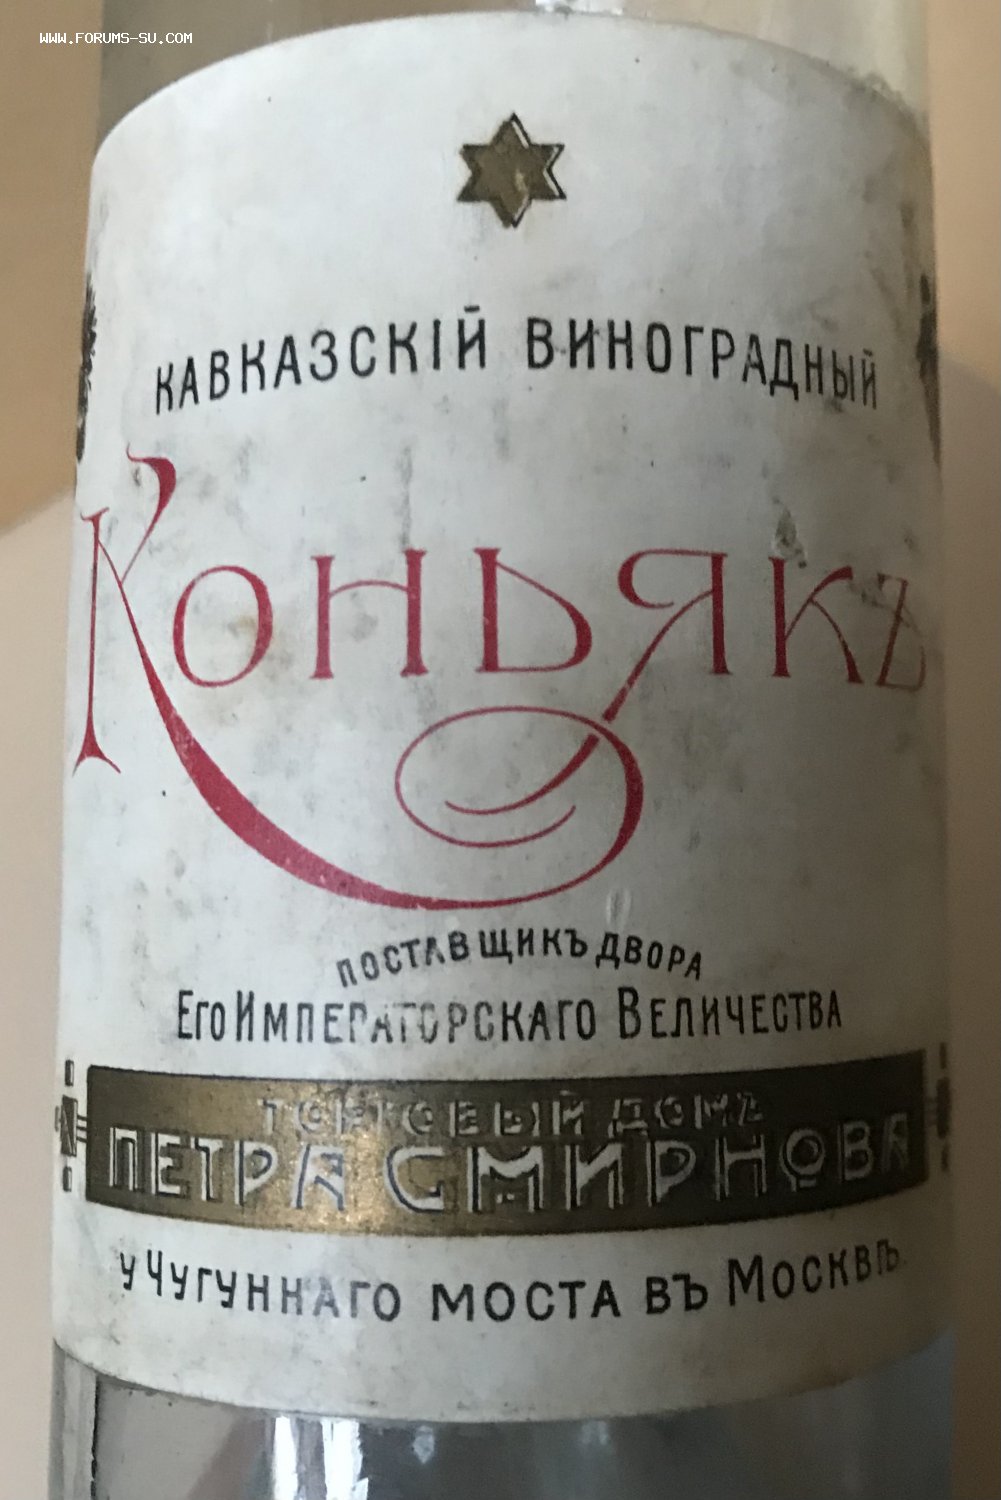 WWW.FORUMS-SU.COM
КАВКАЗСКІЙ ВИНОГРАДНЫЙ
Коньякъ
ПОСТАВЩИКЪ ДВОРА
ЕГО ИМПЕРАТОРСКАГО ВЕЛИЧЕСТВА
ТОРГОВЫЙ ДОМЪ
ПЕТРА СМИРНОВА
У ЧУГУННАГО МОСТА ВЪ МОСКВѢ